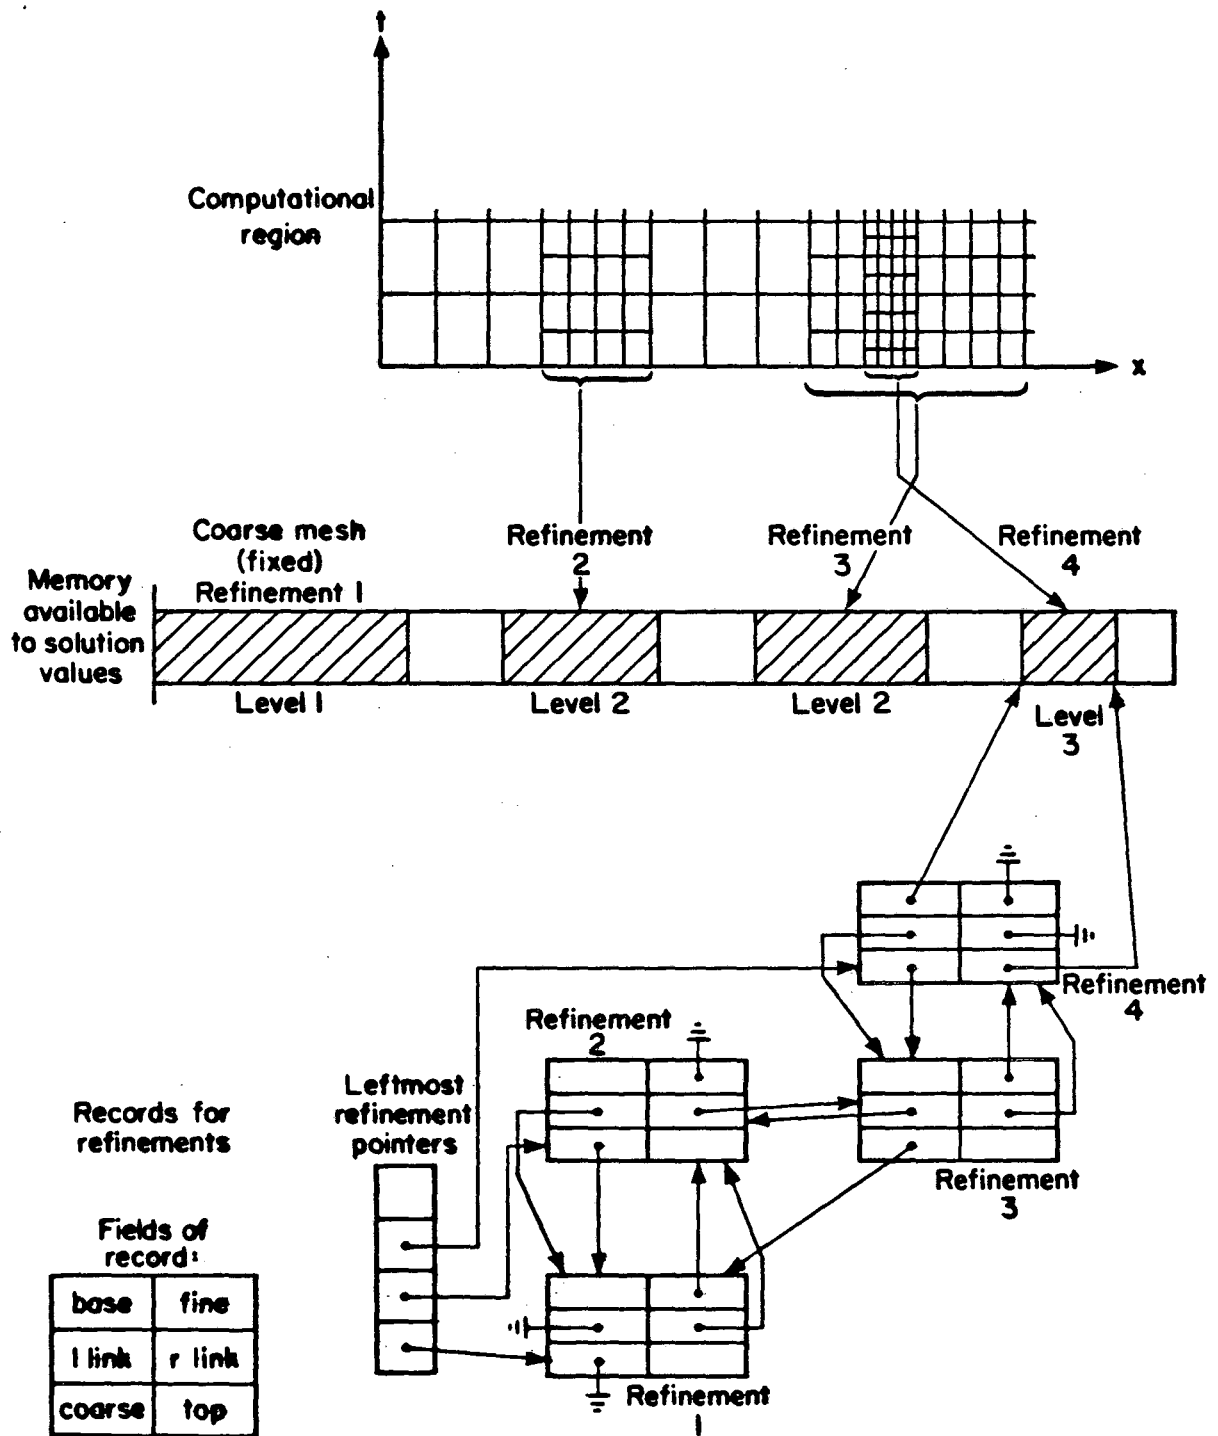 t
Computational
region
x
Coarse mesh
(fixed)
Refinement 1
Refinement
2
Refinement
3
Refinement
4
Memory
available
to solution
values
Level 1
Level 2
Level 2
Level
3
Refinement
4
Refinement
2
Leftmost
refinement
pointers
Records for
refinements
Refinement
3
Fields of
record:
base fine
l link r link
coarse top
Refinement
1